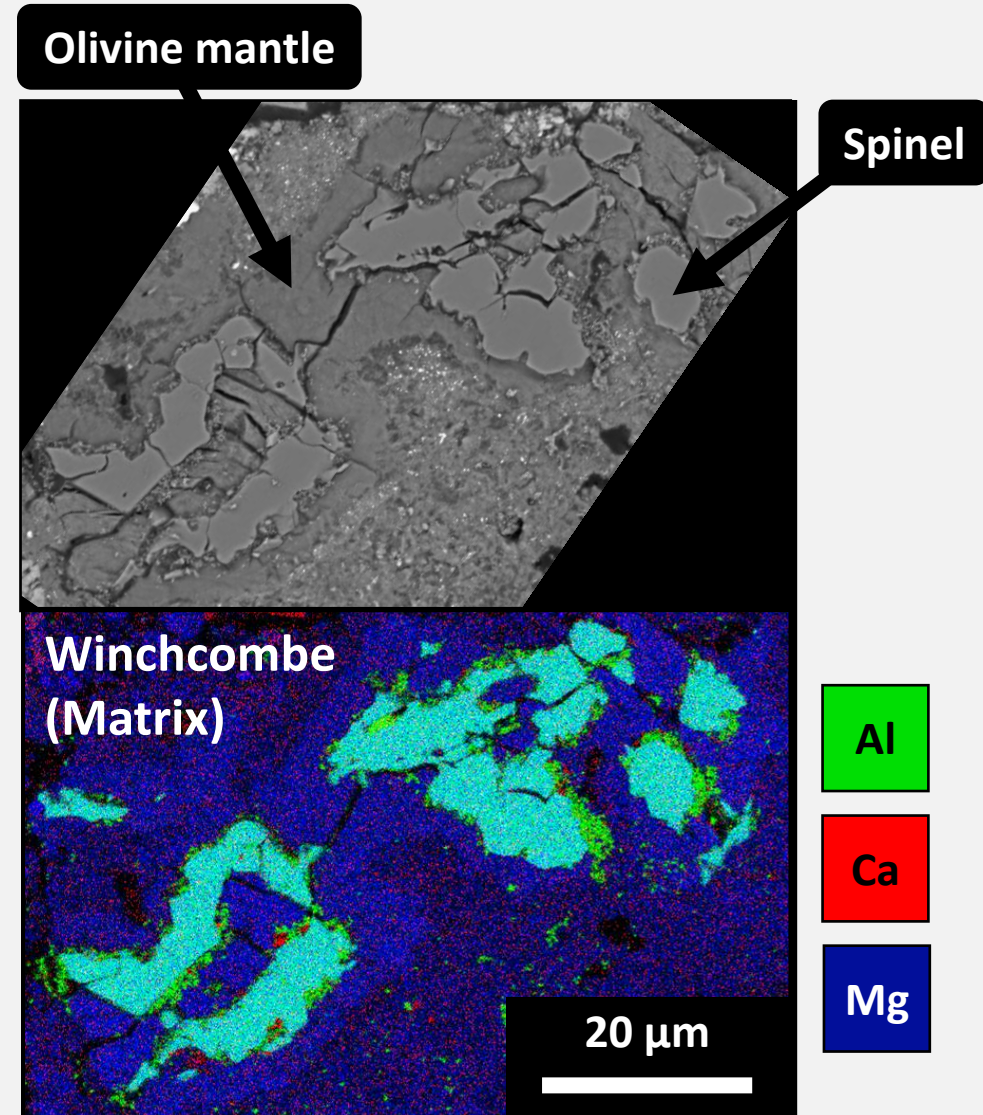 Olivine mantle
Spinel
Winchcombe
(Matrix)
Al
Ca
Mg
20 µm